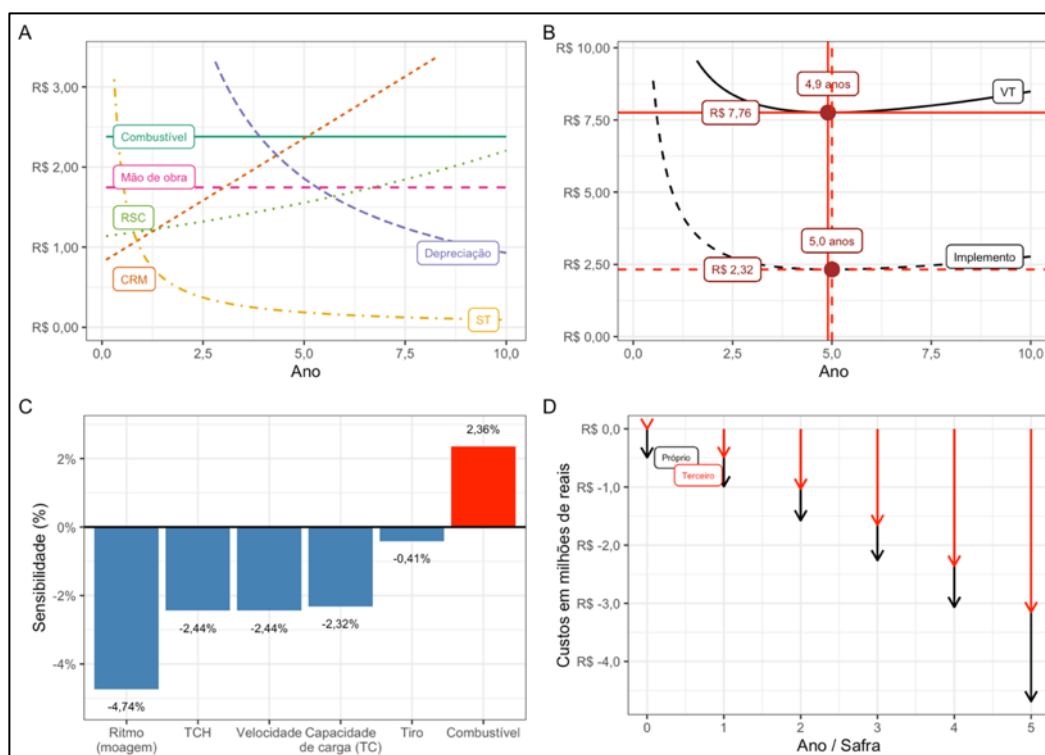 A
R$ 3,00
R$ 2,00
R$ 1,00
R$ 0,00
Combustível
Mão de obra
RSC
CRM
Depreciação
ST
0,0
2,5
5,0
7,5
10,0
Ano
B
R$ 10,00
R$ 7,50
R$ 5,00
R$ 2,50
R$ 0,00
4,9 anos
VT
R$ 7,76
5,0 anos
Implemento
R$ 2,32
0,0
2,5
5,0
7,5
10,0
Ano
C
Sensibilidade (%)
2%
0%
-2%
-4%
2,36%
-0,41%
-2,44%
-2,44%
-2,32%
-4,74%
Ritmo
(moagem)
TCH
Velocidade
Capacidade
de carga (TC)
Tiro
Combustível
D
Custos em milhões de reais
R$ 0,0
R$ -1,0
R$ -2,0
R$ -3,0
R$ -4,0
Próprio
Terceiro
0
1
2
3
4
5
Ano / Safra